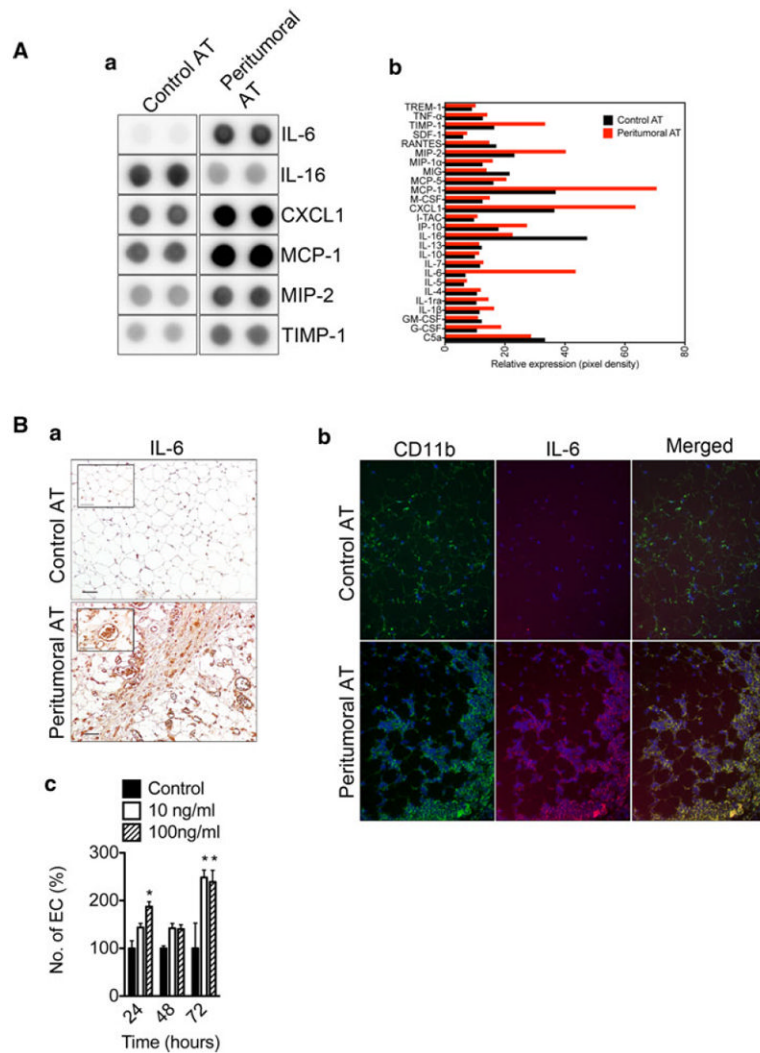 A
a
Control AT
Peritumoral
AT
IL-6
IL-16
CXCL1
MCP-1
MIP-2
TIMP-1
b
TREM-1
TNF-α
TIMP-1
SDF-1
RANTES
MIP-2
MIP-1α
MIG
MCP-5
MCP-1
M-CSF
CXCL1
I-TAC
IP-10
IL-16
IL-13
IL-10
IL-7
IL-6
IL-5
IL-4
IL-1ra
IL-1β
GM-CSF
G-CSF
C5a
Control AT
Peritumoral AT
0 20 40 60 80
Relative expression (pixel density)
B
a
IL-6
Control AT
Peritumoral AT
b
CD11b IL-6 Merged
Control AT
Peritumoral AT
c
Control
10 ng/ml
100ng/ml
No. of EC (%)
300
200
100
0
*
* *
24 48 72
Time (hours)